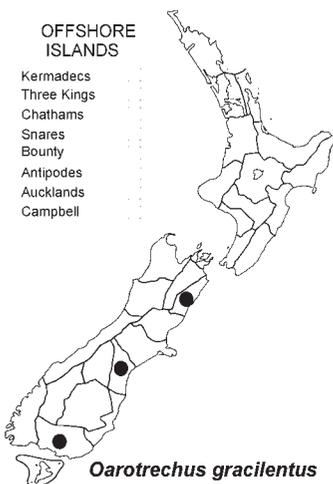 OFFSHORE
ISLANDS
Kermadecs
Three Kings
Chathams
Snares
Bounty
Antipodes
Aucklands
Campbell
Oarotrechus gracilentus